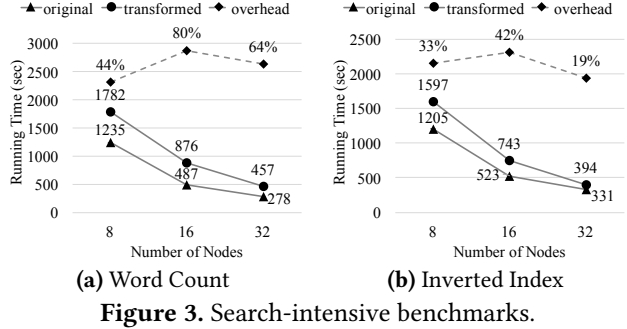 original transformed overhead
3000
2500
2000
1500
1000
500
0
Running Time (sec)
44%
80%
64%
1782
1235
876
487
457
278
8 16 32
Number of Nodes
(a) Word Count
original transformed overhead
2500
2000
1500
1000
500
0
Running Time (sec)
33%
42%
19%
1597
1205
743
523
394
331
8 16 32
Number of Nodes
(b) Inverted Index
Figure 3. Search-intensive benchmarks.